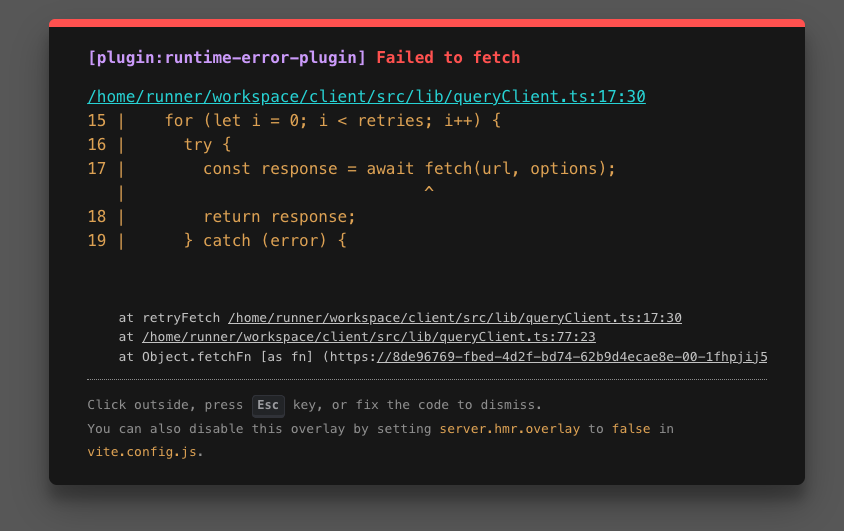 [plugin:runtime-error-plugin] Failed to fetch
/home/runner/workspace/client/src/lib/queryClient.ts:17:30
15 |    for (let i = 0; i < retries; i++) {
16 |      try {
17 |        const response = await fetch(url, options);
   |                               ^
18 |        return response;
19 |      } catch (error) {
at retryFetch /home/runner/workspace/client/src/lib/queryClient.ts:17:30
at /home/runner/workspace/client/src/lib/queryClient.ts:77:23
at Object.fetchFn [as fn] (https://8de96769-fbed-4d2f-bd74-62b9d4ecae8e-00-1fhpjij5
Click outside, press Esc key, or fix the code to dismiss.
You can also disable this overlay by setting server.hmr.overlay to false in
vite.config.js.